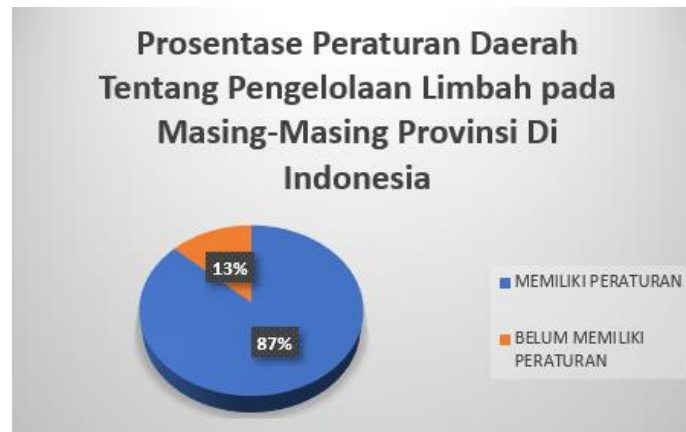 Prosentase Peraturan Daerah
Tentang Pengelolaan Limbah pada
Masing-Masing Provinsi Di
Indonesia
13%
87%
MEMILIKI PERATURAN
BELUM MEMILIKI
PERATURAN